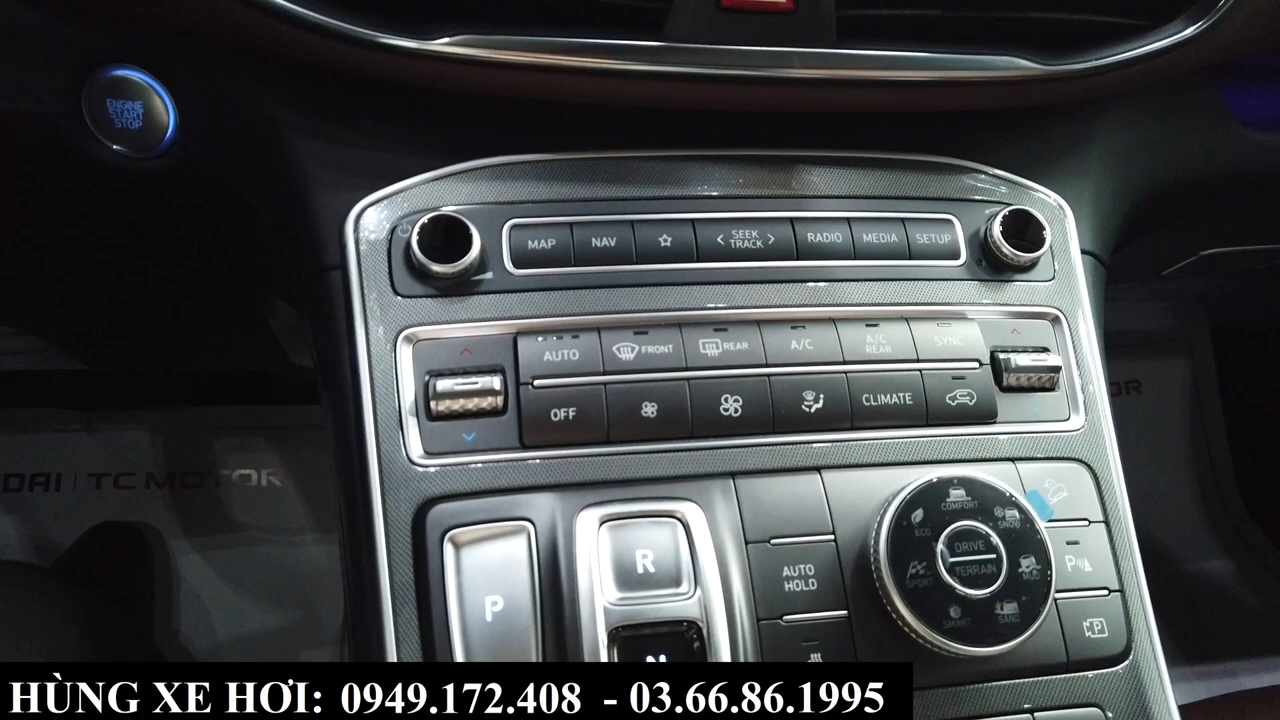 ENGINE
START
STOP
MAP NAV < SEEK TRACK > RADIO MEDIA SETUP
AUTO FRONT REAR A/C A/C REAR SYNC
OFF CLIMATE
DAI | TC MOTOR
MOTOR
P
R
N
AUTO
HOLD
COMFORT
ECO
SNOW
DRIVE
TERRAIN
SPORT
MUD
SMART
SAND
P
P
HÙNG XE HƠI: 0949.172.408 - 03.66.86.1995